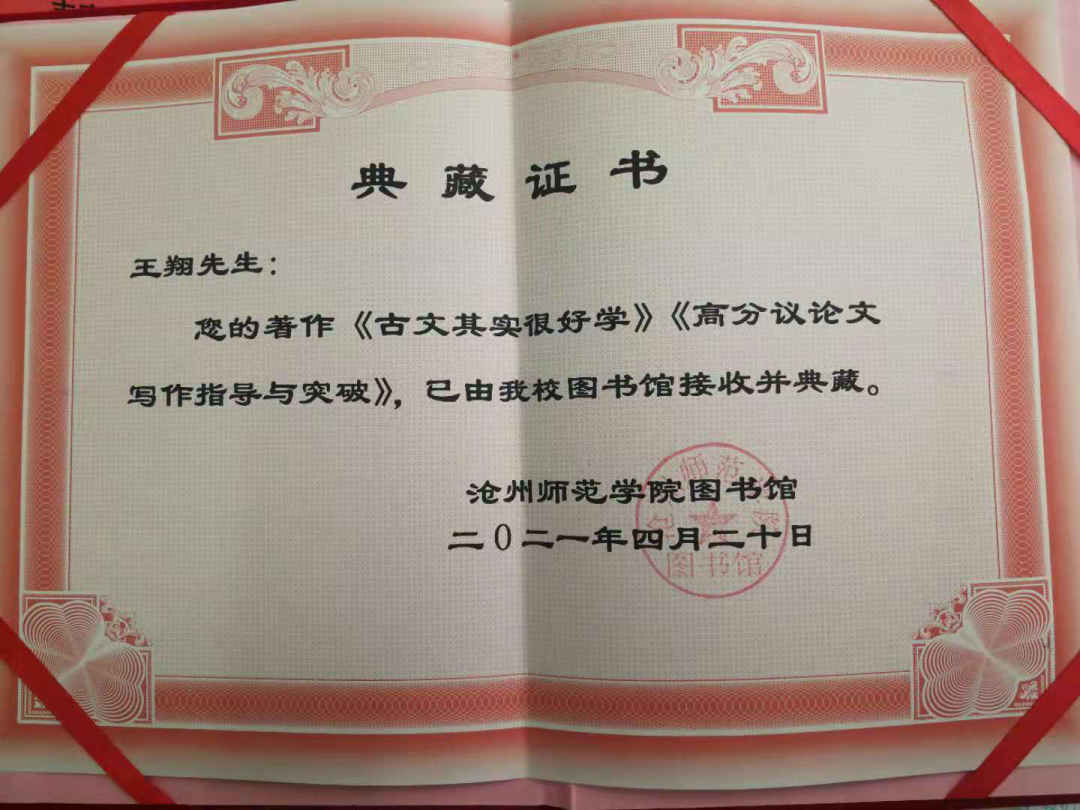 典藏证书
王翔先生：
您的著作《古文其实很好学》《高分议论文
写作指导与突破》，已由我校图书馆接收并典藏。
沧州师范学院图书馆
二0二一年四月二十日
图书馆